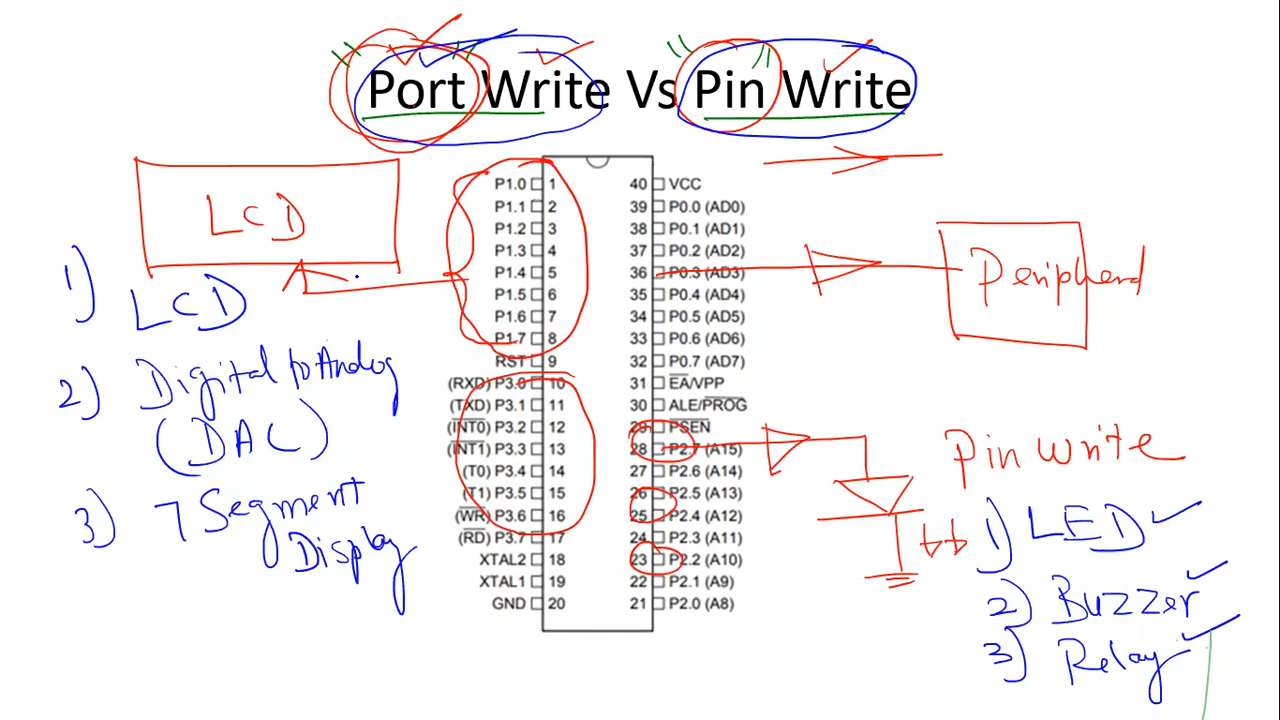 Port Write Vs Pin Write
LCD
1) LCD
2) Digital to Analog
(DAC)
3) 7 Segment
Display
P1.0 1
P1.1 2
P1.2 3
P1.3 4
P1.4 5
P1.5 6
P1.6 7
P1.7 8
RST 9
(RXD) P3.0 10
(TXD) P3.1 11
(INT0) P3.2 12
(INT1) P3.3 13
(T0) P3.4 14
(T1) P3.5 15
(WR) P3.6 16
(RD) P3.7 17
XTAL2 18
XTAL1 19
GND 20
40 VCC
39 P0.0 (AD0)
38 P0.1 (AD1)
37 P0.2 (AD2)
36 P0.3 (AD3)
35 P0.4 (AD4)
34 P0.5 (AD5)
33 P0.6 (AD6)
32 P0.7 (AD7)
31 EA/VPP
30 ALE/PROG
29 PSEN
28 P2.7 (A15)
27 P2.6 (A14)
26 P2.5 (A13)
25 P2.4 (A12)
24 P2.3 (A11)
23 P2.2 (A10)
22 P2.1 (A9)
21 P2.0 (A8)
Peripheral
Pin Write
1) LED
2) Buzzer
3) Relay